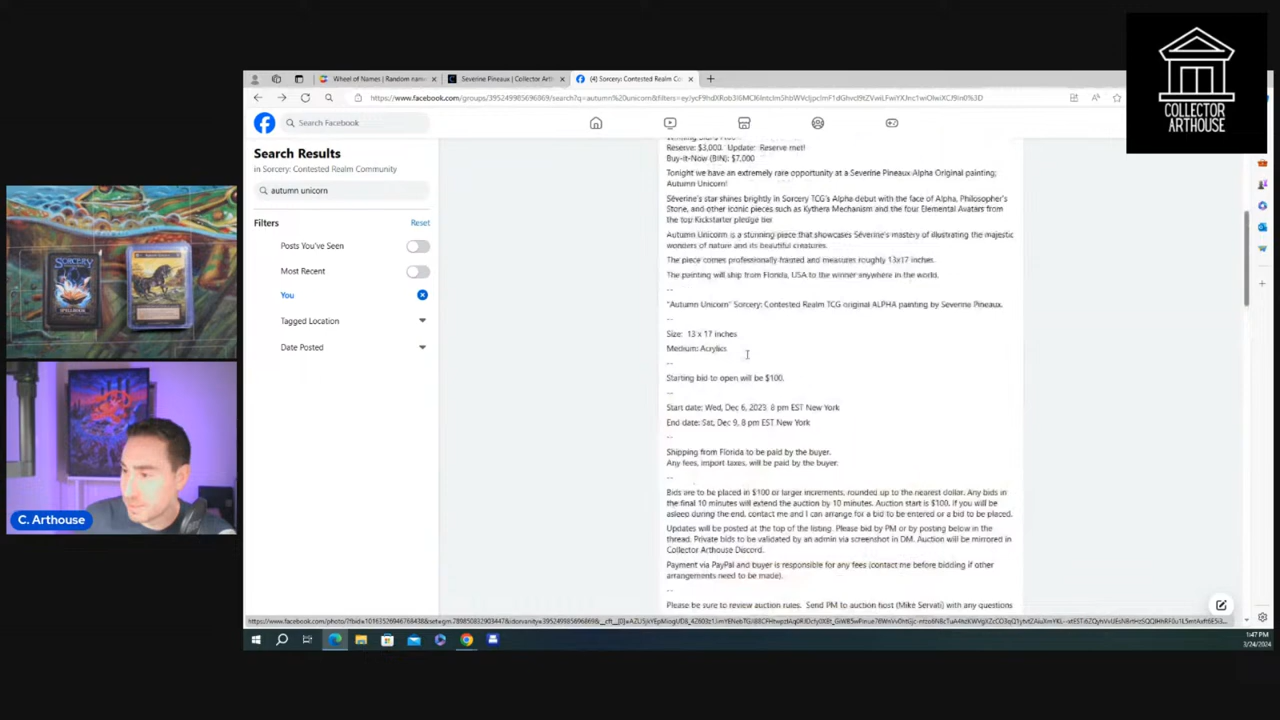 COLLECTOR
ARTHOUSE
Wheel of Names | Random name
Severine Pineaux | Collector Arth
(4) Sorcery: Contested Realm Co
Search Facebook
Search Results
in Sorcery: Contested Realm Community
autumn unicorn
Filters
Reset
Posts You've Seen
Most Recent
You
Tagged Location
Date Posted
Reserve: $3,000. Update: Reserve met!
Buy-It-Now (BIN): $7,000
Tonight we have an extremely rare opportunity at a Severine Pineaux Alpha Original painting;
Autumn Unicorn!
Séverine's star shines brightly in Sorcery TCG's Alpha debut with the face of Alpha, Philosopher's
Stone, and other iconic pieces such as Kythera Mechanism and the four Elemental Avatars from
the top Kickstarter pledge tier
Autumn Unicorn is a stunning piece that showcases Séverine's mastery of illustrating the majestic
wonders of nature and its beautiful creatures.
The piece comes professionally framed and measures roughly 13x17 inches.
The painting will ship from Florida, USA to the winner anywhere in the world.
--
"Autumn Unicorn" Sorcery: Contested Realm TCG original ALPHA painting by Severine Pineaux.
--
Size: 13 x 17 inches
Medium: Acrylics
--
Starting bid to open will be $100.
--
Start date: Wed, Dec 6, 2023 8 pm EST New York
End date: Sat, Dec 9, 8 pm EST New York
--
Shipping from Florida to be paid by the buyer.
Any fees, import taxes, will be paid by the buyer.
--
Bids are to be placed in $100 or larger increments, rounded up to the nearest dollar. Any bids in
the final 10 minutes will extend the auction by 10 minutes. Auction start is $100. If you will be
asleep during the end, contact me and I can arrange for a bid to be entered or a bid to be placed.
Updates will be posted at the top of the listing. Please bid by PM or by posting below in the
thread. Private bids to be validated by an admin via screenshot in DM. Auction will be mirrored in
Collector Arthouse Discord.
Payment via PayPal and buyer is responsible for any fees (contact me before bidding if other
arrangements need to be made).
--
Please be sure to review auction rules. Send PM to auction host (Mike Servati) with any questions
SORCERY
SPELLBOOK
C. Arthouse
1:47 PM
3/24/2024